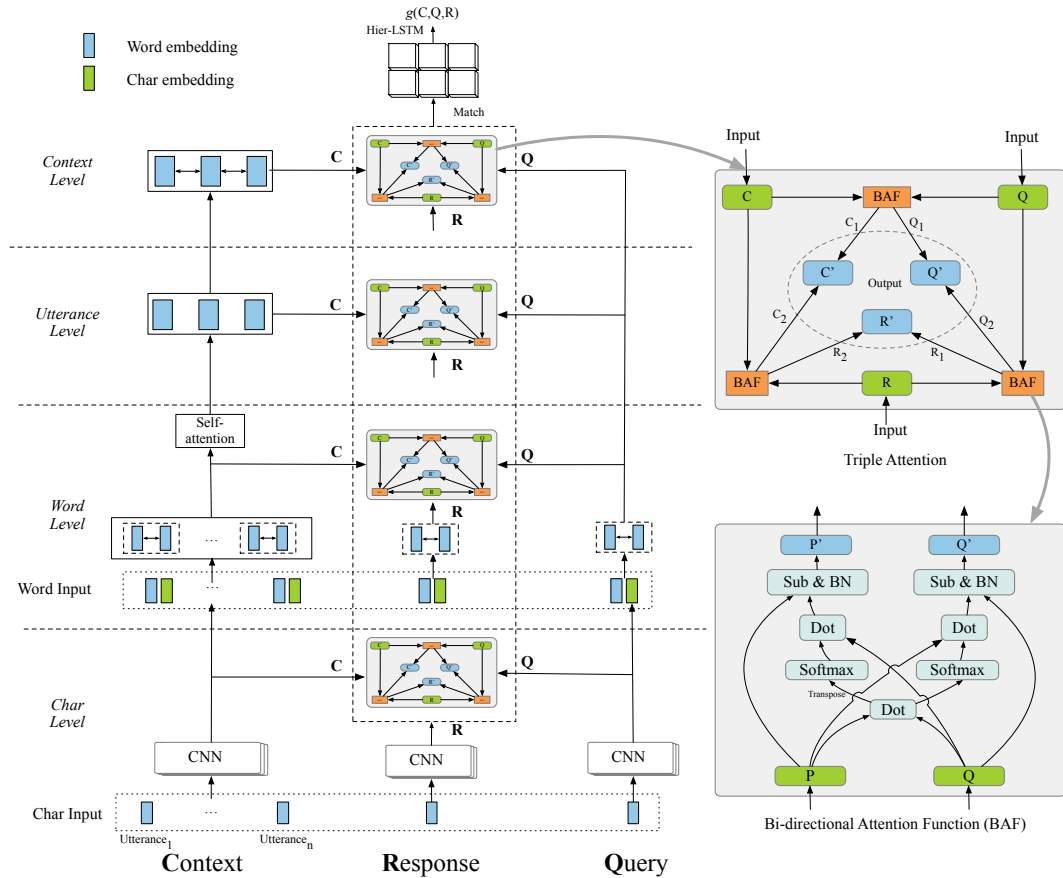 g(C,Q,R)
Hier-LSTM
Word embedding
Char embedding
Match
Context
Level
C
Q
C
Q
C'
Q'
R'
R
R
Utterance
Level
C
Q
C
Q
C'
Q'
R'
R
R
Self-
attention
C
Q
C
Q
C'
Q'
R'
R
R
Word
Level
...
Word Input
...
C
Q
C
Q
C'
Q'
R'
R
R
Char
Level
CNN
CNN
CNN
Char Input
...
Utterance1
Utterancen
Context
Response
Query
Input
Input
C
BAF
Q
C1
Q1
C'
Output
Q'
C2
R'
Q2
R2
R1
BAF
R
BAF
Input
Triple Attention
P'
Q'
Sub & BN
Sub & BN
Dot
Dot
Softmax
Softmax
Transpose
Dot
P
Q
Bi-directional Attention Function (BAF)